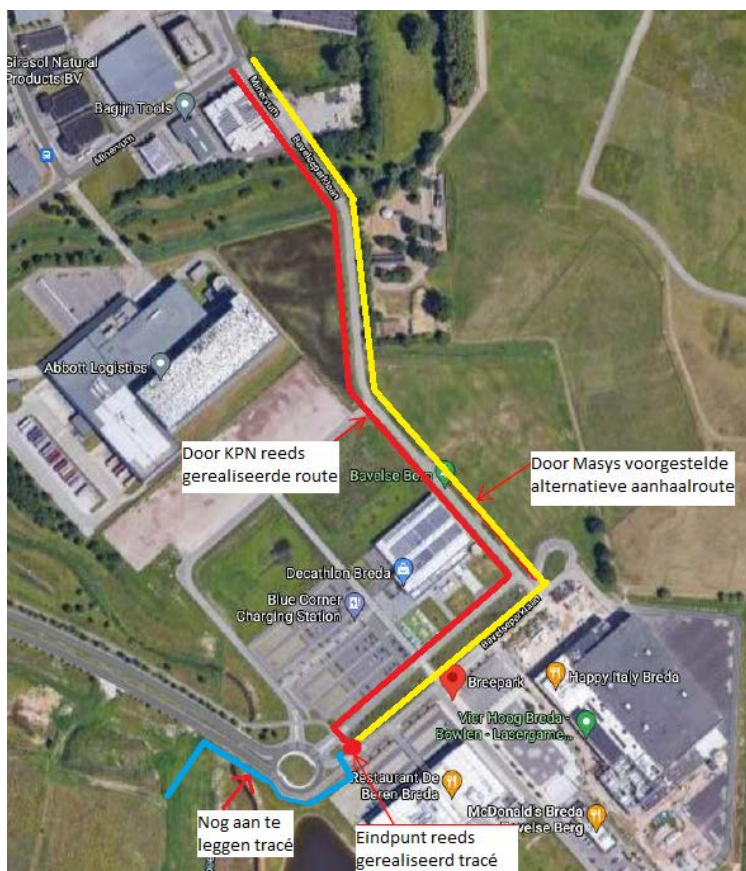 Girasol Natural
Products BV
Bagijn Tools
Minervum
Minervum
Bavelseparklaan
Abbott Logistics
Door KPN reeds
gerealiseerde route
Bavelse Berg
Door Masys voorgestelde
alternatieve aanhaalroute
Decathlon Breda
Blue Corner
Charging Station
Bavelseparklaan
Breepark
Happy Italy Breda
Vier Hoog Breda -
Bowlen - Lasergame...
Restaurant De
Beren Breda
McDonald's Breda
Bavelse Berg
Nog aan te
leggen tracé
Eindpunt reeds
gerealiseerd tracé